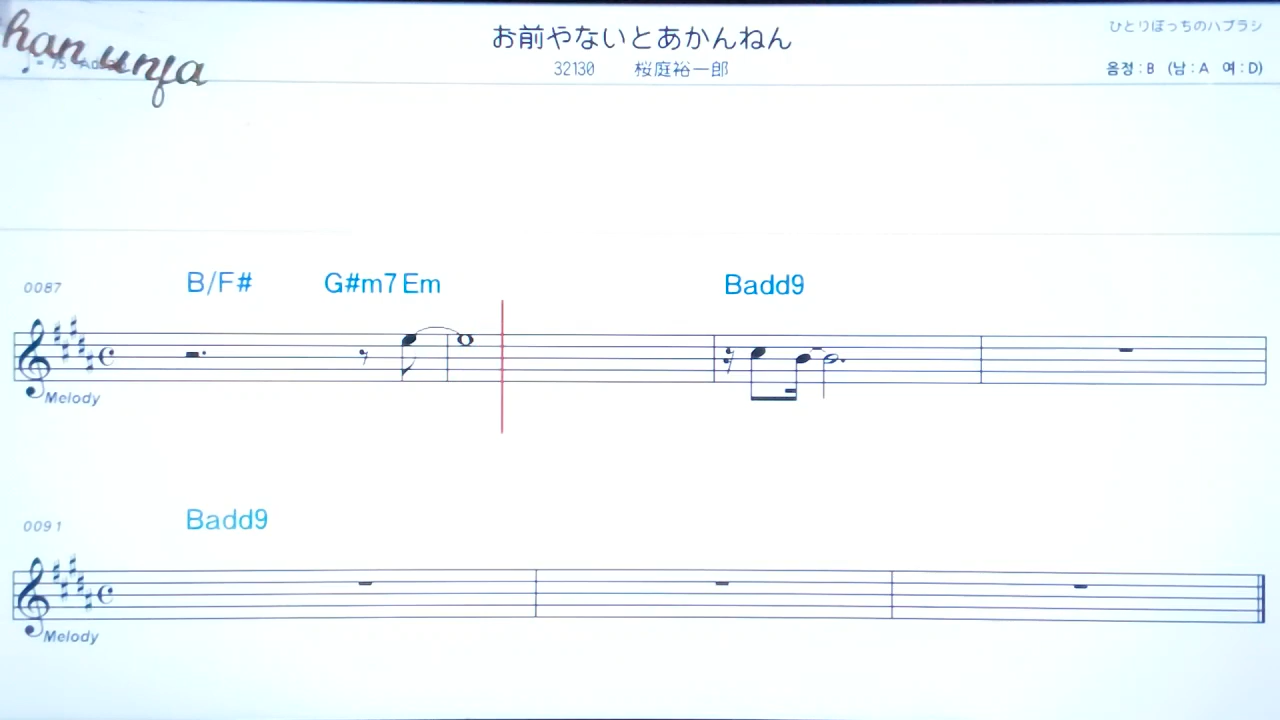 han unja
お前やないとあかんねん
ひとりぼっちのハブラシ
32130 桜庭裕一郎
음정 : B (남 : A 여 : D)
0087
B/F# G#m7 Em Badd9
Melody
0091
Badd9
Melody